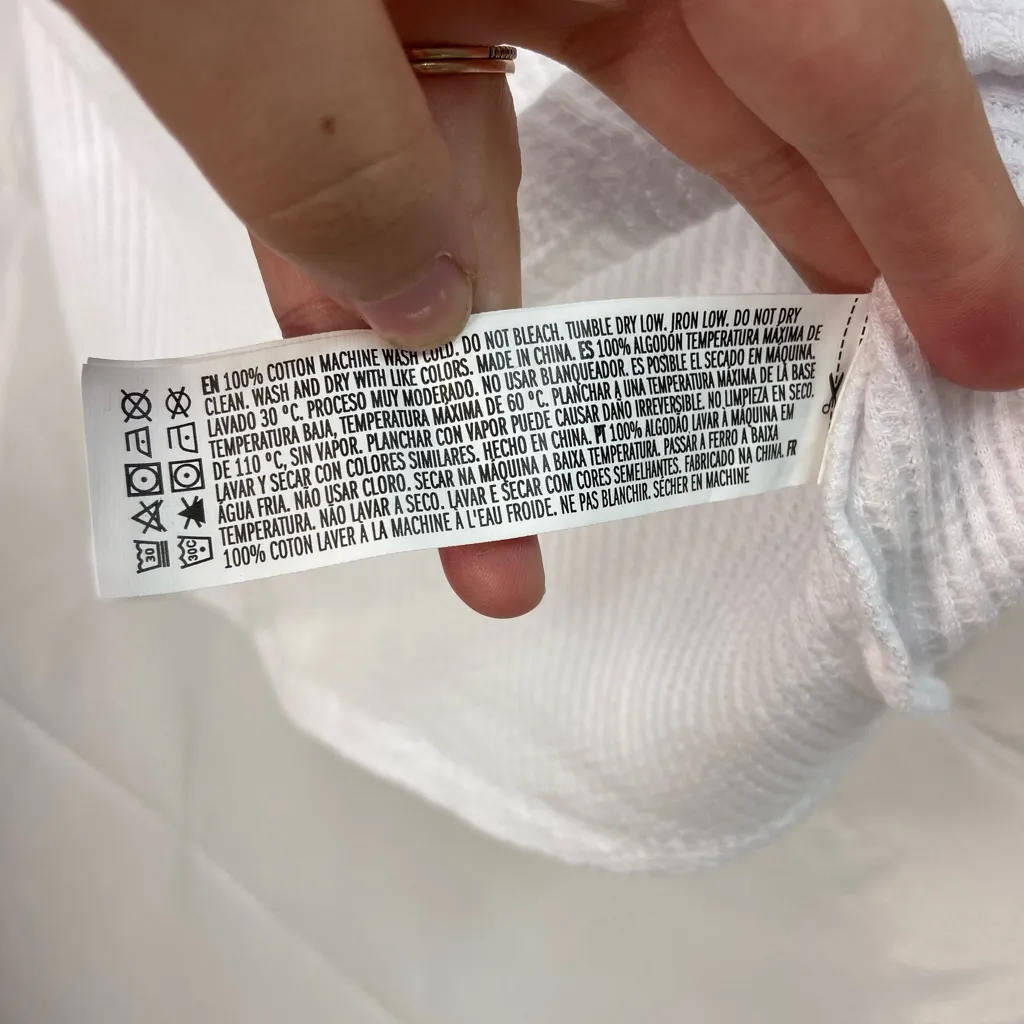 EN 100% COTTON MACHINE WASH COLD. DO NOT BLEACH. TUMBLE DRY LOW. IRON LOW. DO NOT DRY
CLEAN. WASH AND DRY WITH LIKE COLORS. MADE IN CHINA. ES 100% ALGODÓN TEMPERATURA MÁXIMA DE
LAVADO 30 ºC. PROCESO MUY MODERADO. NO USAR BLANQUEADOR. ES POSIBLE EL SECADO EN MÁQUINA.
TEMPERATURA BAJA, TEMPERATURA MÁXIMA DE 60 ºC. PLANCHAR A UNA TEMPERATURA MÁXIMA DE LA BASE
DE 110 ºC, SIN VAPOR. PLANCHAR CON VAPOR PUEDE CAUSAR DAÑO IRREVERSIBLE. NO LIMPIEZA EN SECO.
LAVAR Y SECAR CON COLORES SIMILARES. HECHO EN CHINA. PT 100% ALGODÃO LAVAR À MÁQUINA EM
ÁGUA FRIA. NÃO USAR CLORO. SECAR NA MÁQUINA A BAIXA TEMPERATURA. PASSAR A FERRO A BAIXA
TEMPERATURA. NÃO LAVAR A SECO. LAVAR E SECAR COM CORES SEMELHANTES. FABRICADO NA CHINA. FR
100% COTON LAVER À LA MACHINE À L'EAU FROIDE. NE PAS BLANCHIR. SÉCHER EN MACHINE
30
30C